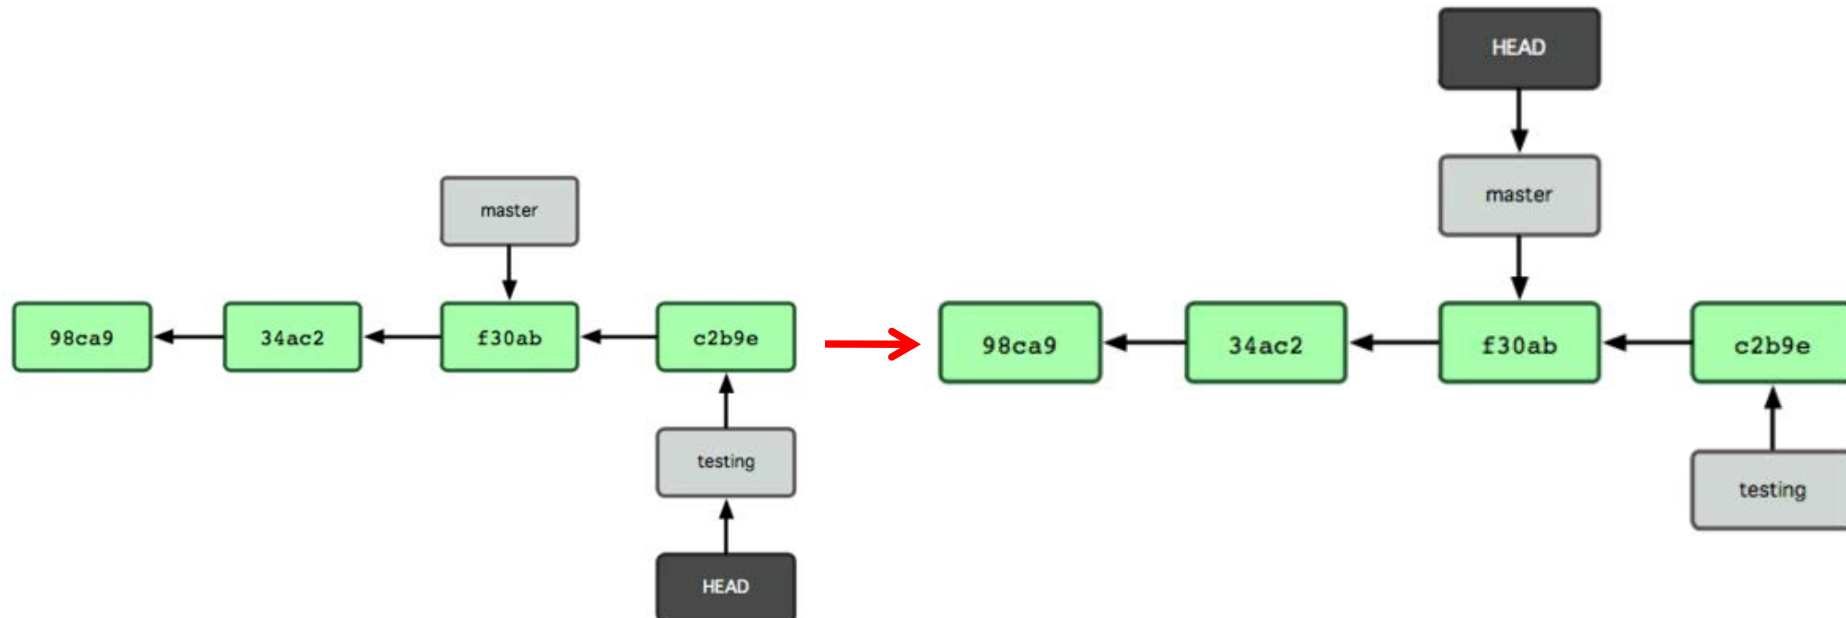 master
98ca9
34ac2
f30ab
c2b9e
testing
HEAD
HEAD
master
98ca9
34ac2
f30ab
c2b9e
testing